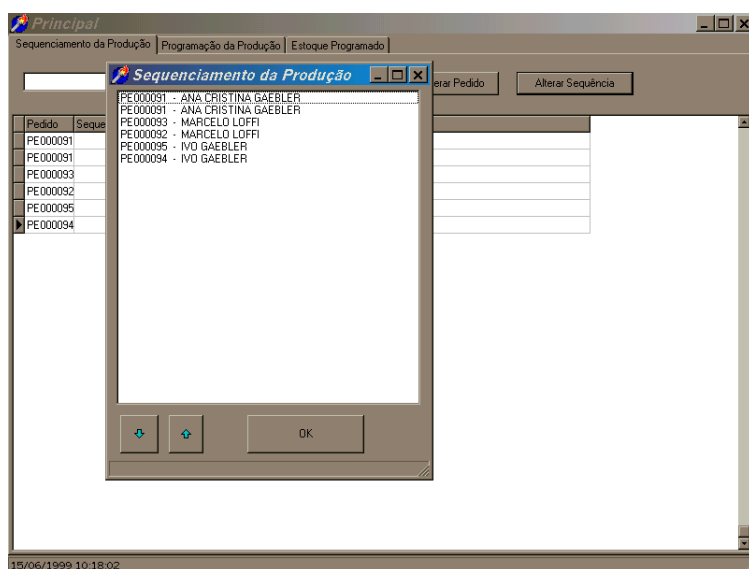 Principal
Sequenciamento da Produção Programação da Produção Estoque Programado
Sequenciamento da Produção
erar Pedido Alterar Sequência
PE000091 - ANA CRISTINA GAEBLER
PE000091 - ANA CRISTINA GAEBLER
PE000093 - MARCELO LOFFI
PE000092 - MARCELO LOFFI
PE000095 - IVO GAEBLER
PE000094 - IVO GAEBLER
OK
Pedido Seque
PE000091
PE000091
PE000093
PE000092
PE000095
PE000094
15/06/1999 10:18:02